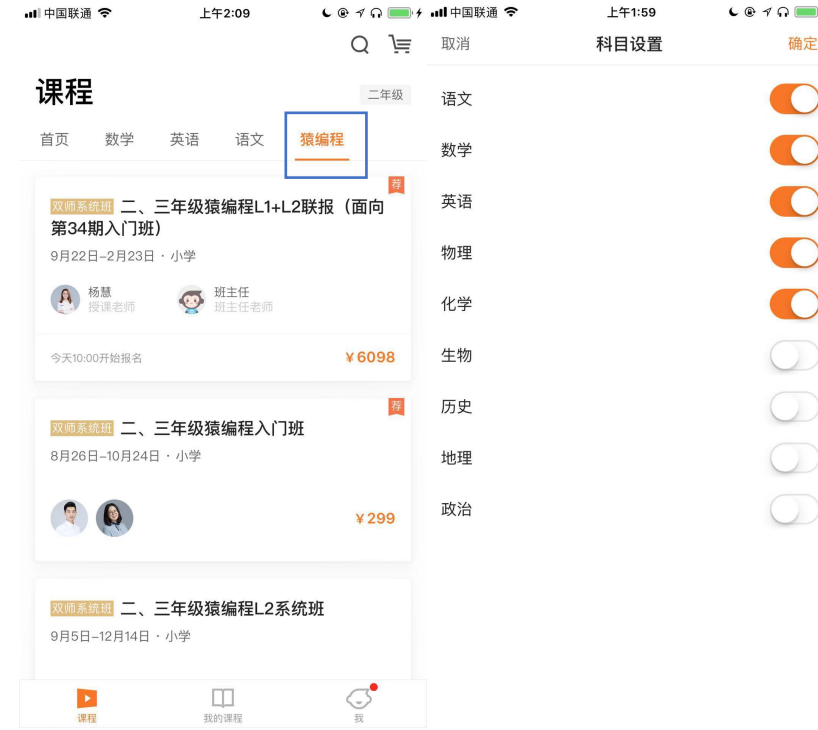 中国联通 上午2:09
课程
二年级
首页 数学 英语 语文 猿编程
荐
双师系统班 二、三年级猿编程L1+L2联报（面向
第34期入门班）
9月22日–2月23日 · 小学
杨慧 班主任
授课老师 班主任老师
今天10:00开始报名 ¥6098
荐
双师系统班 二、三年级猿编程入门班
8月26日–10月24日 · 小学
¥299
双师系统班 二、三年级猿编程L2系统班
9月5日–12月14日 · 小学
课程 我的课程 我
中国联通 上午1:59
取消 科目设置 确定
语文
数学
英语
物理
化学
生物
历史
地理
政治